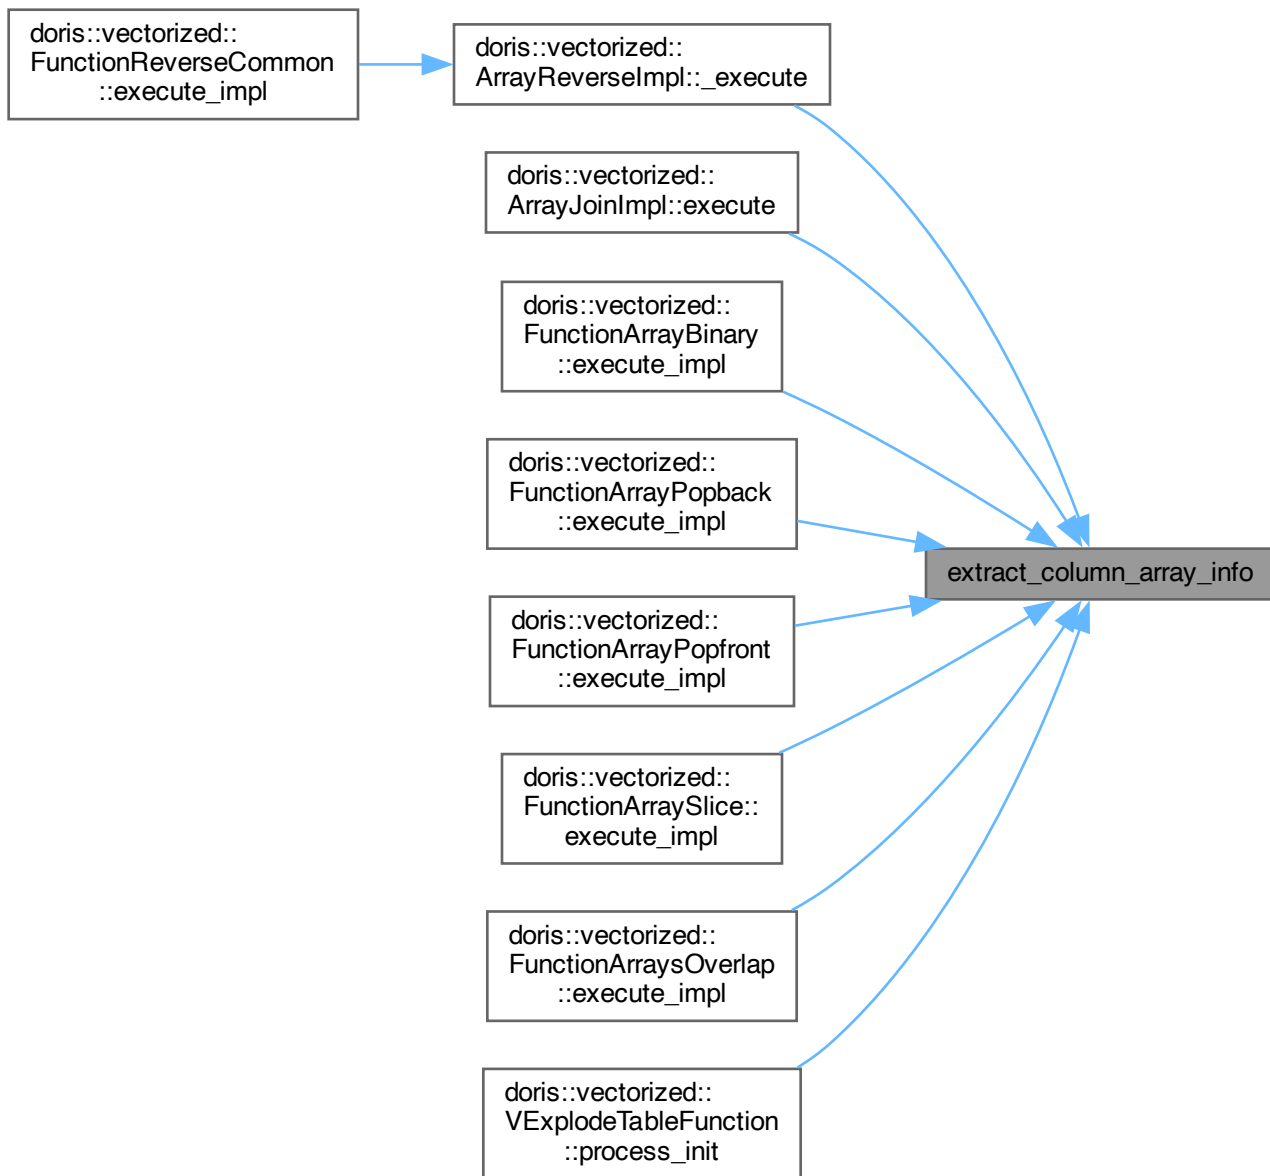 doris::vectorized::
FunctionReverseCommon
::execute_impl
doris::vectorized::
ArrayReverseImpl::_execute
doris::vectorized::
ArrayJoinImpl::execute
doris::vectorized::
FunctionArrayBinary
::execute_impl
doris::vectorized::
FunctionArrayPopback
::execute_impl
extract_column_array_info
doris::vectorized::
FunctionArrayPopfront
::execute_impl
doris::vectorized::
FunctionArraySlice::
execute_impl
doris::vectorized::
FunctionArraysOverlap
::execute_impl
doris::vectorized::
VExplodeTableFunction
::process_init